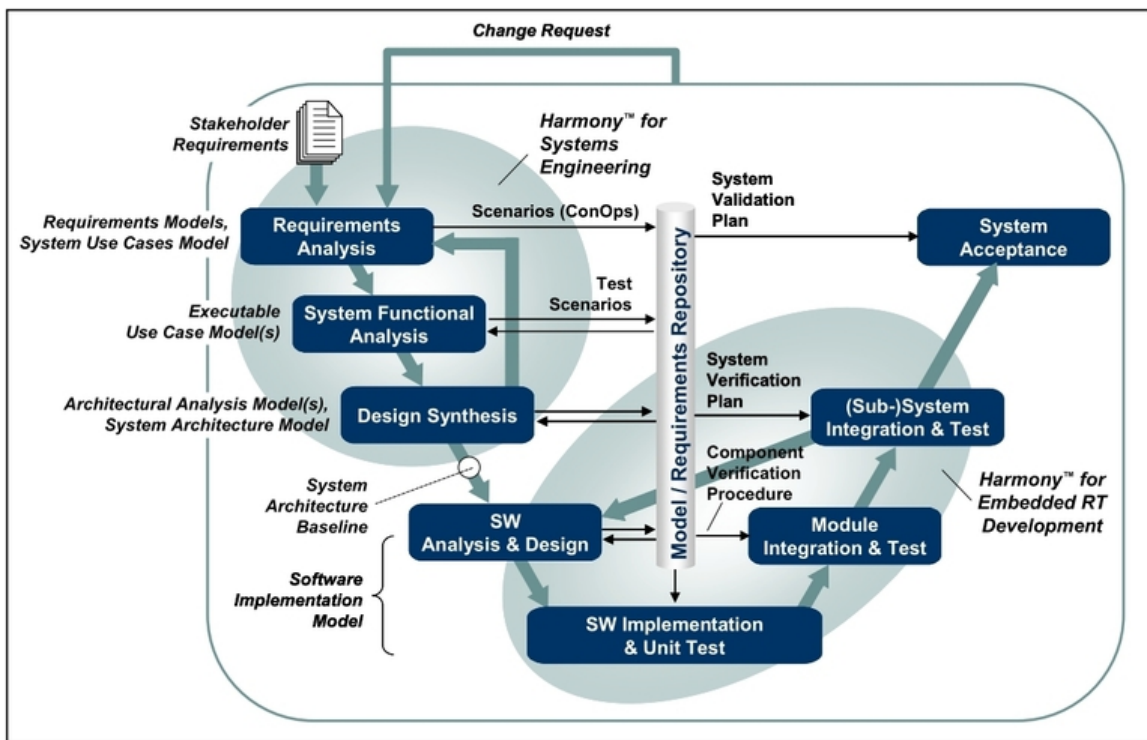 Change Request
Stakeholder
Requirements
Harmony™ for
Systems
Engineering
Requirements Models,
System Use Cases Model
Requirements
Analysis
Scenarios (ConOps)
System
Validation
Plan
System
Acceptance
Executable
Use Case Model(s)
System Functional
Analysis
Test
Scenarios
Model / Requirements Repository
Architectural Analysis Model(s),
System Architecture Model
Design Synthesis
System
Verification
Plan
(Sub-)System
Integration & Test
System
Architecture
Baseline
SW
Analysis & Design
Component
Verification
Procedure
Module
Integration & Test
Harmony™ for
Embedded RT
Development
Software
Implementation
Model
SW Implementation
& Unit Test